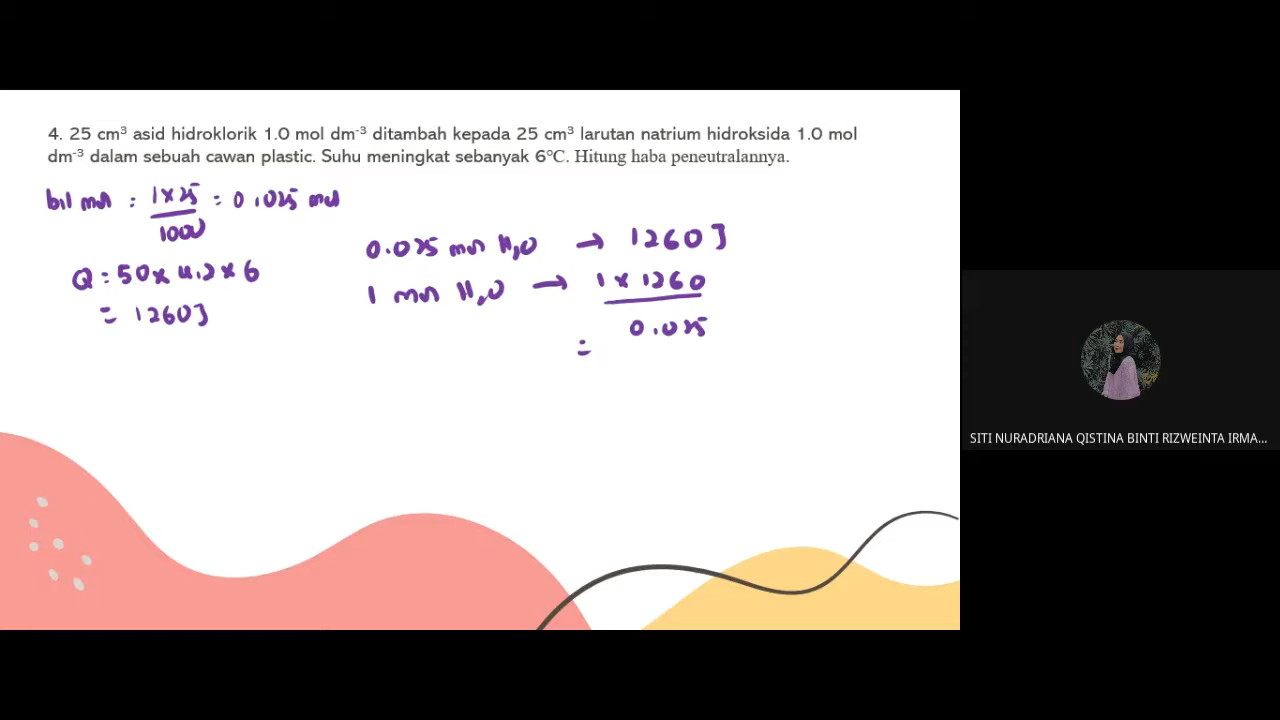 4. 25 cm³ asid hidroklorik 1.0 mol dm⁻³ ditambah kepada 25 cm³ larutan natrium hidroksida 1.0 mol
dm⁻³ dalam sebuah cawan plastic. Suhu meningkat sebanyak 6°C. Hitung haba peneutralannya.
bil mol : 1 x 25 = 0.025 mol
1000
Q = 50 x 4.2 x 6
= 1260 J
0.025 mol H₂O → 1260 J
1 mol H₂O → 1 x 1260
0.025
=
SITI NURADRIANA QISTINA BINTI RIZWEINTA IRMA...